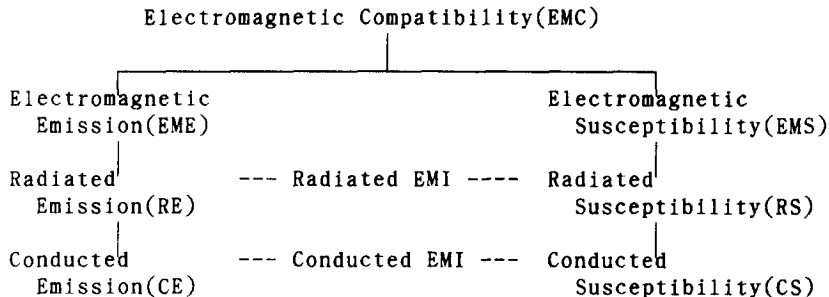 Electromagnetic Compatibility(EMC)
Electromagnetic Electromagnetic
Emission(EME) Susceptibility(EMS)
Radiated --- Radiated EMI ---- Radiated
Emission(RE) Susceptibility(RS)
Conducted --- Conducted EMI --- Conducted
Emission(CE) Susceptibility(CS)